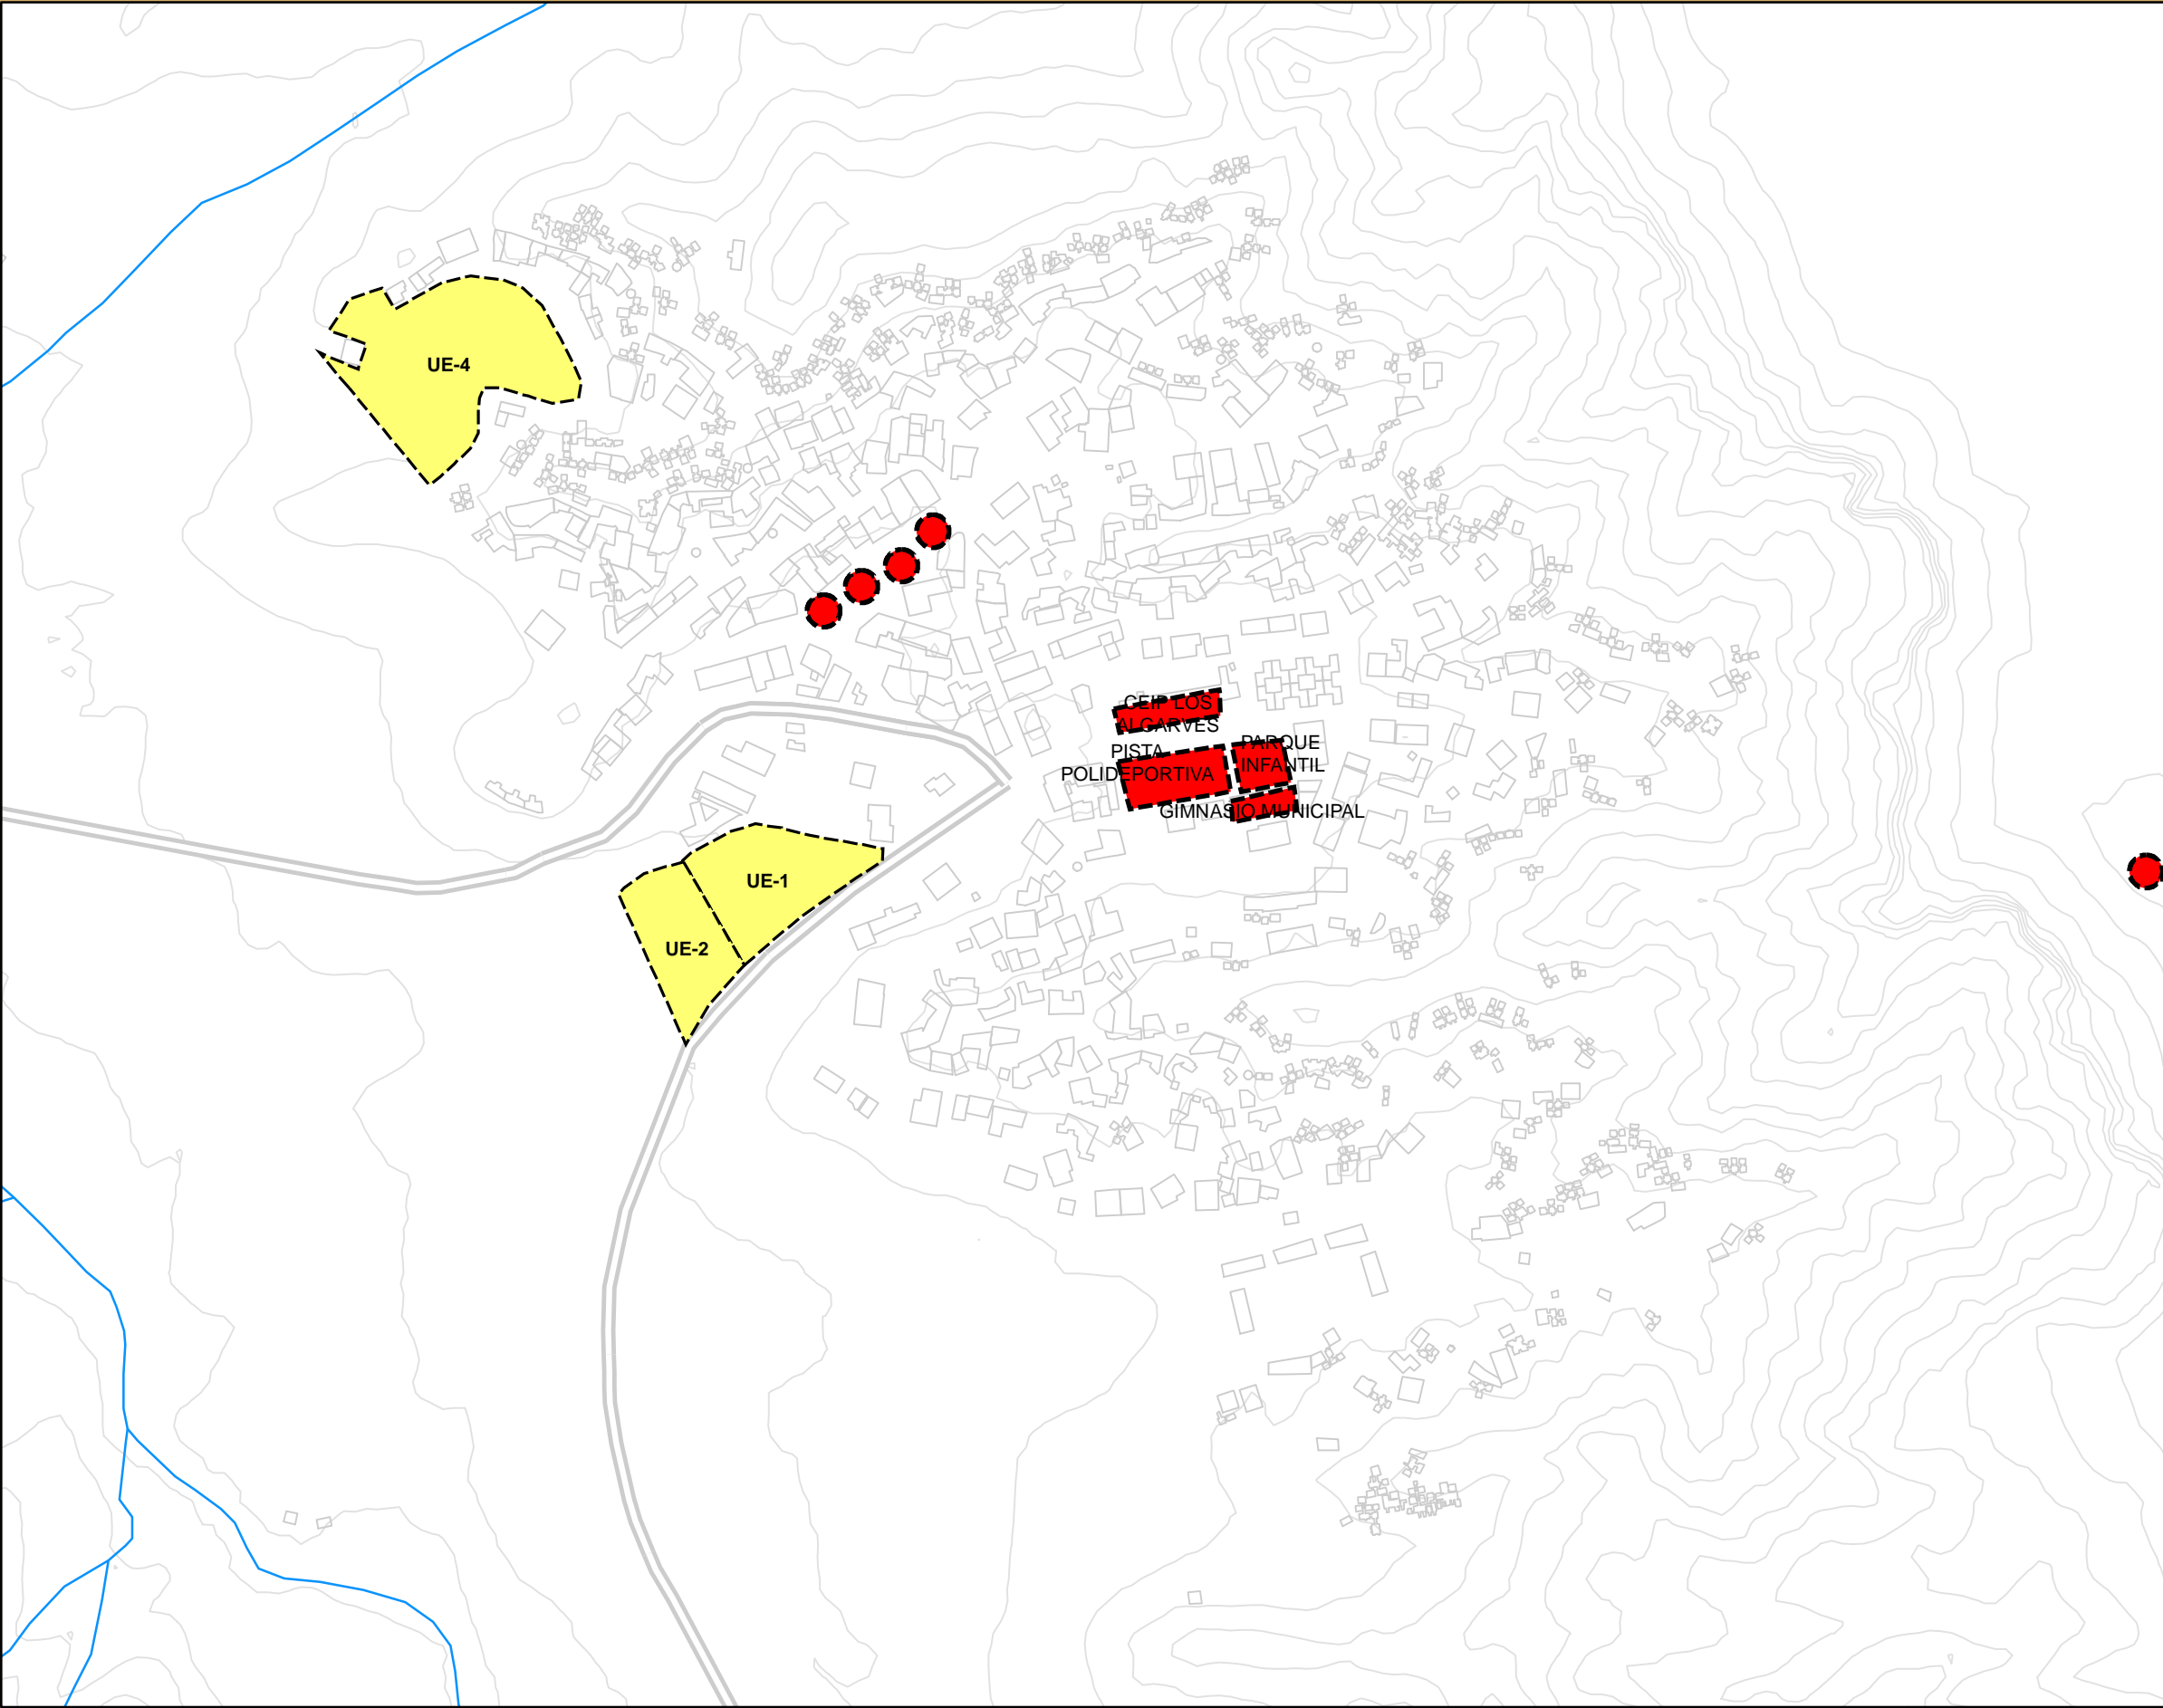 UE-4
CEIP LOS
ALGARVES
PISTA
POLIDEPORTIVA
PARQUE
INFANTIL
GIMNASIO MUNICIPAL
UE-1
UE-2